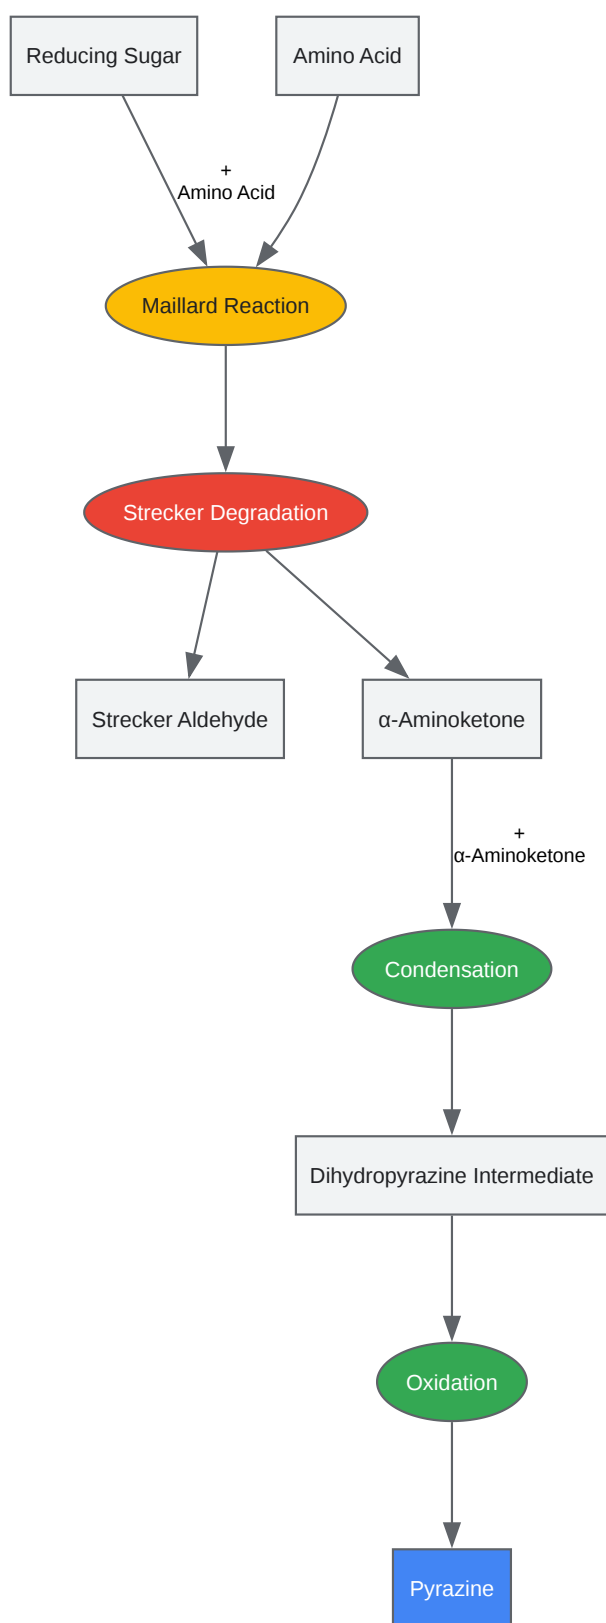 Reducing Sugar
Amino Acid
+
Amino Acid
Maillard Reaction
Strecker Degradation
Strecker Aldehyde
α-Aminoketone
+
α-Aminoketone
Condensation
Dihydropyrazine Intermediate
Oxidation
Pyrazine